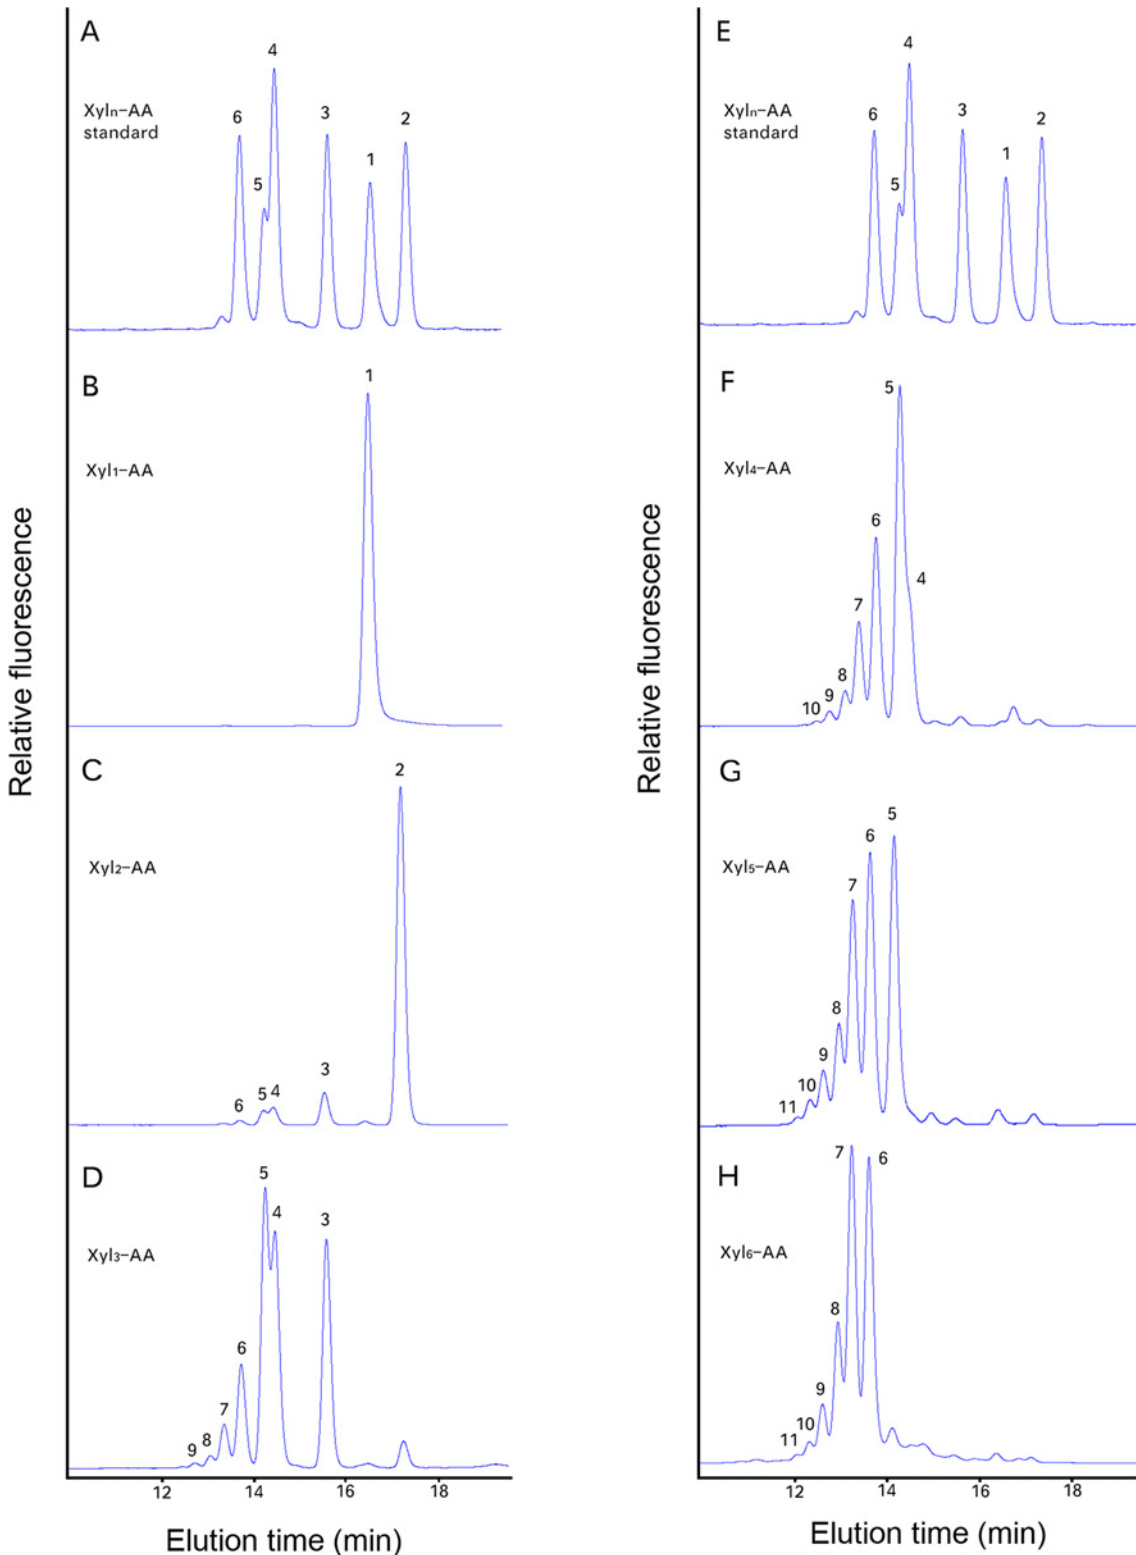 A
Xyln-AA
standard
6
5
4
3
1
2
B
Xyl1-AA
1
C
Xyl2-AA
6
5
4
3
2
D
Xyl3-AA
9
8
7
6
5
4
3
12
14
16
18
Elution time (min)
Relative fluorescence
E
Xyln-AA
standard
6
5
4
3
1
2
F
Xyl4-AA
10
9
8
7
6
5
4
G
Xyl5-AA
11
10
9
8
7
6
5
H
Xyl6-AA
11
10
9
8
7
6
12
14
16
18
Elution time (min)
Relative fluorescence